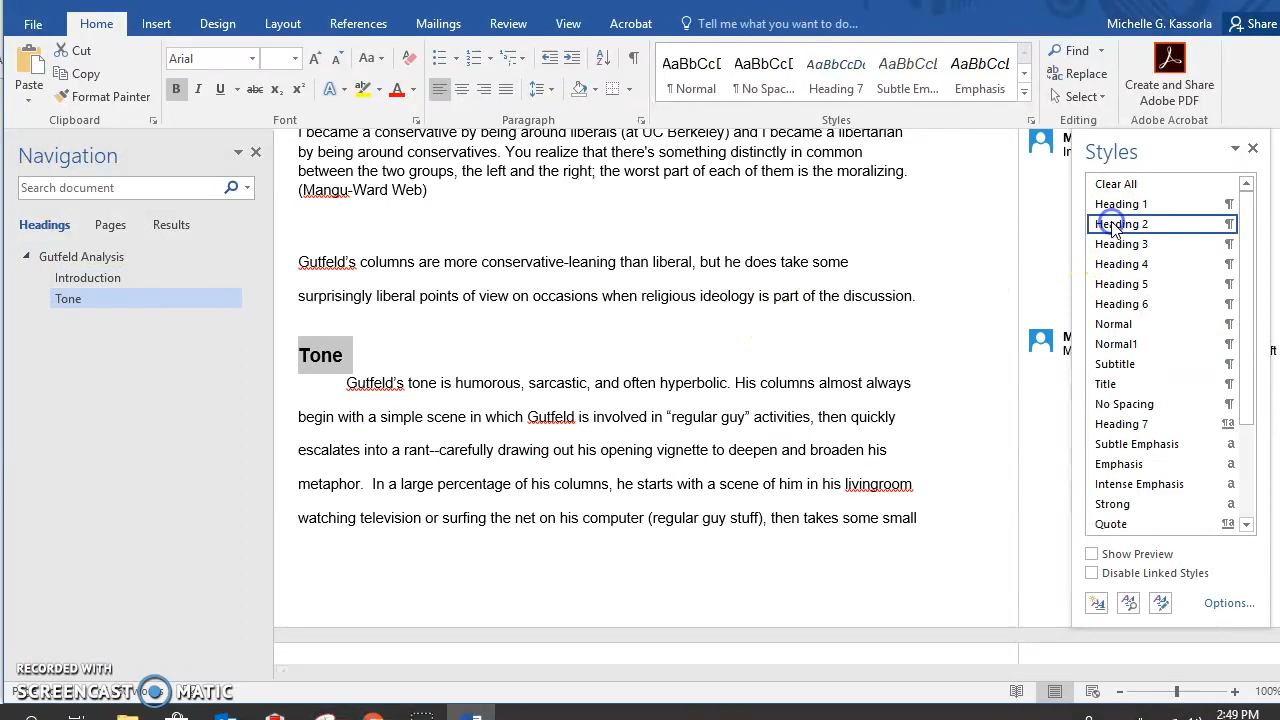 File Home Insert Design Layout References Mailings Review View Acrobat Tell me what you want to do... Michelle G. Kassorla Share
Paste
Cut
Copy
Format Painter
Clipboard
Arial
Aa
B I U abc x₂ x² A A
Font
Paragraph
AaBbCcI AaBbCcI AaBbCcDc AaBbCcI AaBbCcI
¶ Normal ¶ No Spac... Heading 7 Subtle Em... Emphasis
Styles
Find
Replace
Select
Editing
Create and Share
Adobe PDF
Adobe Acrobat
Navigation
Search document
Headings Pages Results
Gutfeld Analysis
Introduction
Tone
I became a conservative by being around liberals (at UC Berkeley) and I became a libertarian
by being around conservatives. You realize that there's something distinctly in common
between the two groups, the left and the right; the worst part of each of them is the moralizing.
(Mangu-Ward Web)
Gutfeld's columns are more conservative-leaning than liberal, but he does take some
surprisingly liberal points of view on occasions when religious ideology is part of the discussion.
Tone
Gutfeld's tone is humorous, sarcastic, and often hyperbolic. His columns almost always
begin with a simple scene in which Gutfeld is involved in “regular guy” activities, then quickly
escalates into a rant--carefully drawing out his opening vignette to deepen and broaden his
metaphor. In a large percentage of his columns, he starts with a scene of him in his livingroom
watching television or surfing the net on his computer (regular guy stuff), then takes some small
Styles
Clear All
Heading 1
Heading 2
Heading 3
Heading 4
Heading 5
Heading 6
Normal
Normal1
Subtitle
Title
No Spacing
Heading 7
Subtle Emphasis
Emphasis
Intense Emphasis
Strong
Quote
Show Preview
Disable Linked Styles
Options...
RECORDED WITH
SCREENCAST MATIC
100%
2:49 PM